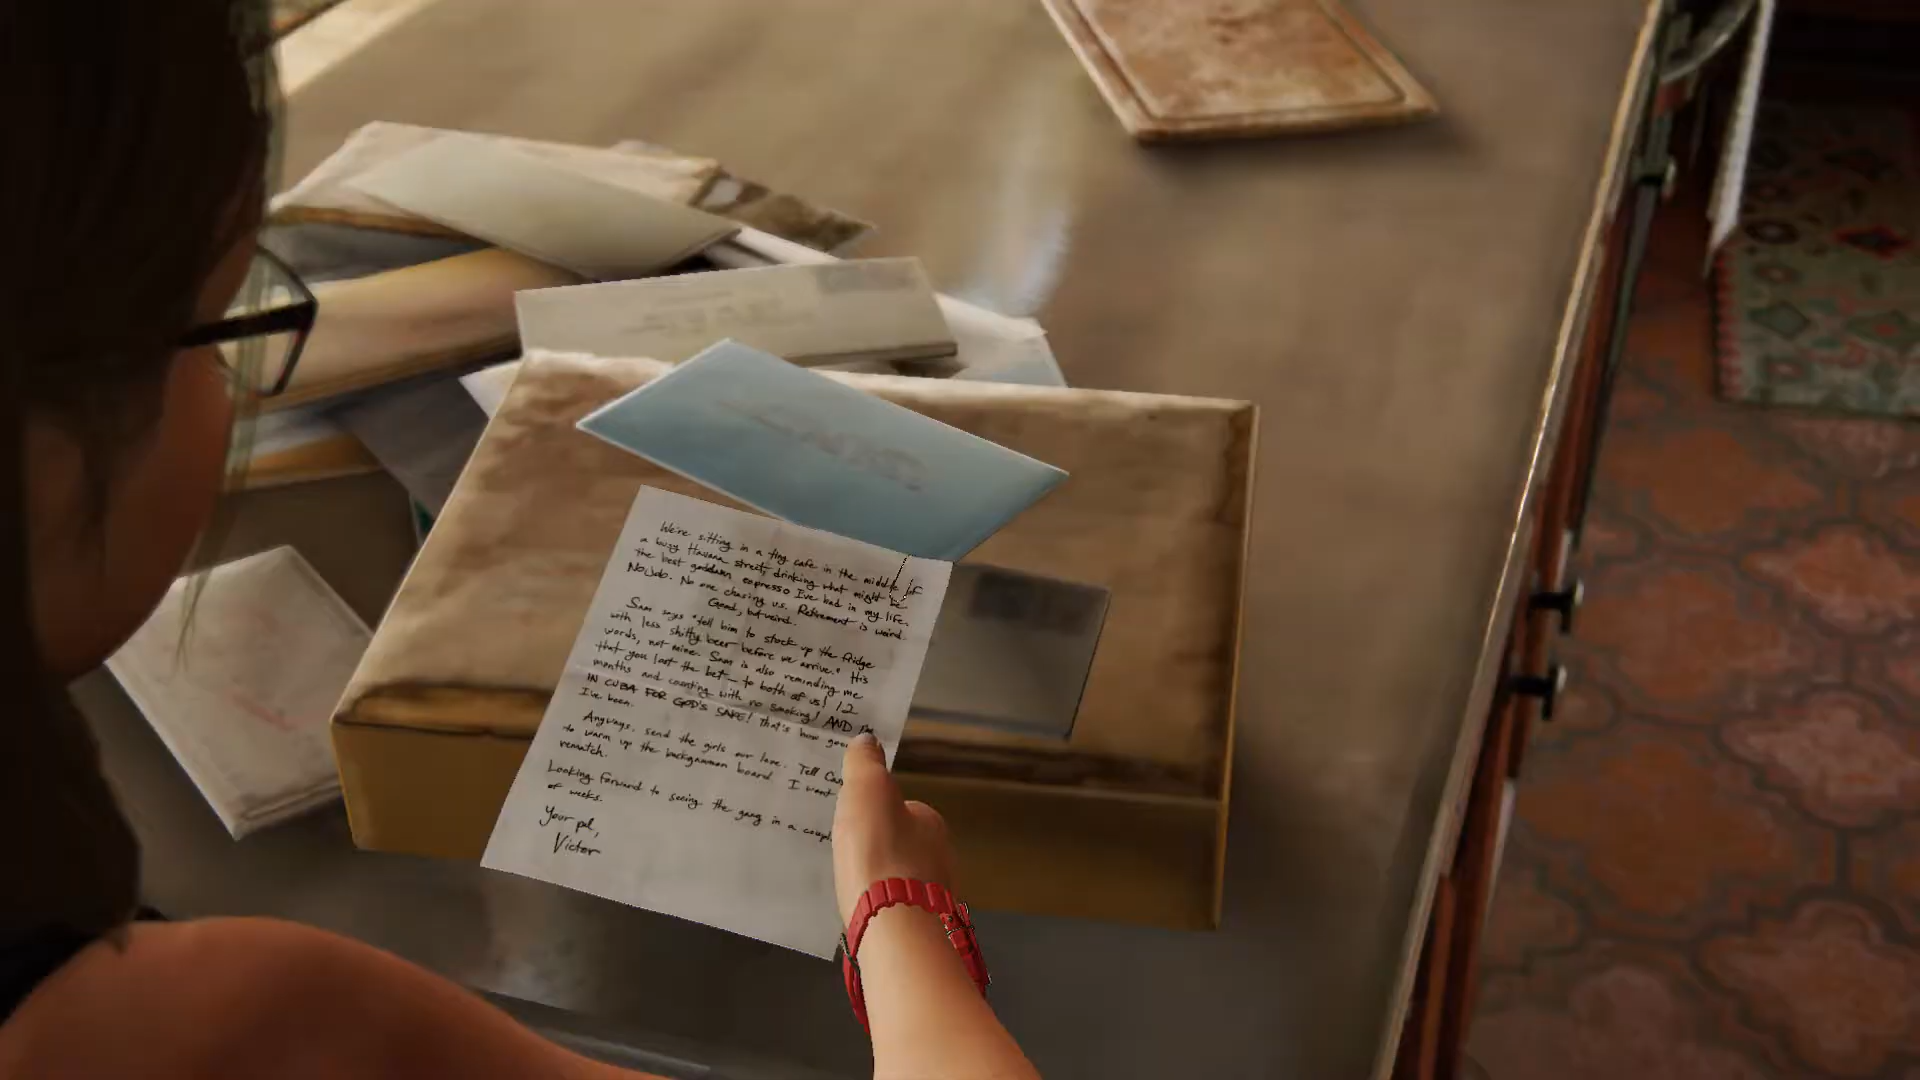 We're sitting in a tiny cafe in the middle of
a busy Havana street, drinking what might be
the best goddamn espresso I've had in my life.
No job. No one chasing us. Retirement is weird.
Good, but weird.
Sam says "tell him to stock up the fridge
with less shitty beer before we arrive." His
words, not mine. Sam is also reminding me
that you lost the bet — to both of us! 12
months and counting with no smoking! AND I'm
IN CUBA FOR GOD'S SAKE! That's how good
I've been.
Anyways, send the girls our love. Tell Cas
to warm up the backgammon board. I want
rematch.
Looking forward to seeing the gang in a coupl
of weeks.
Your pal,
Victor